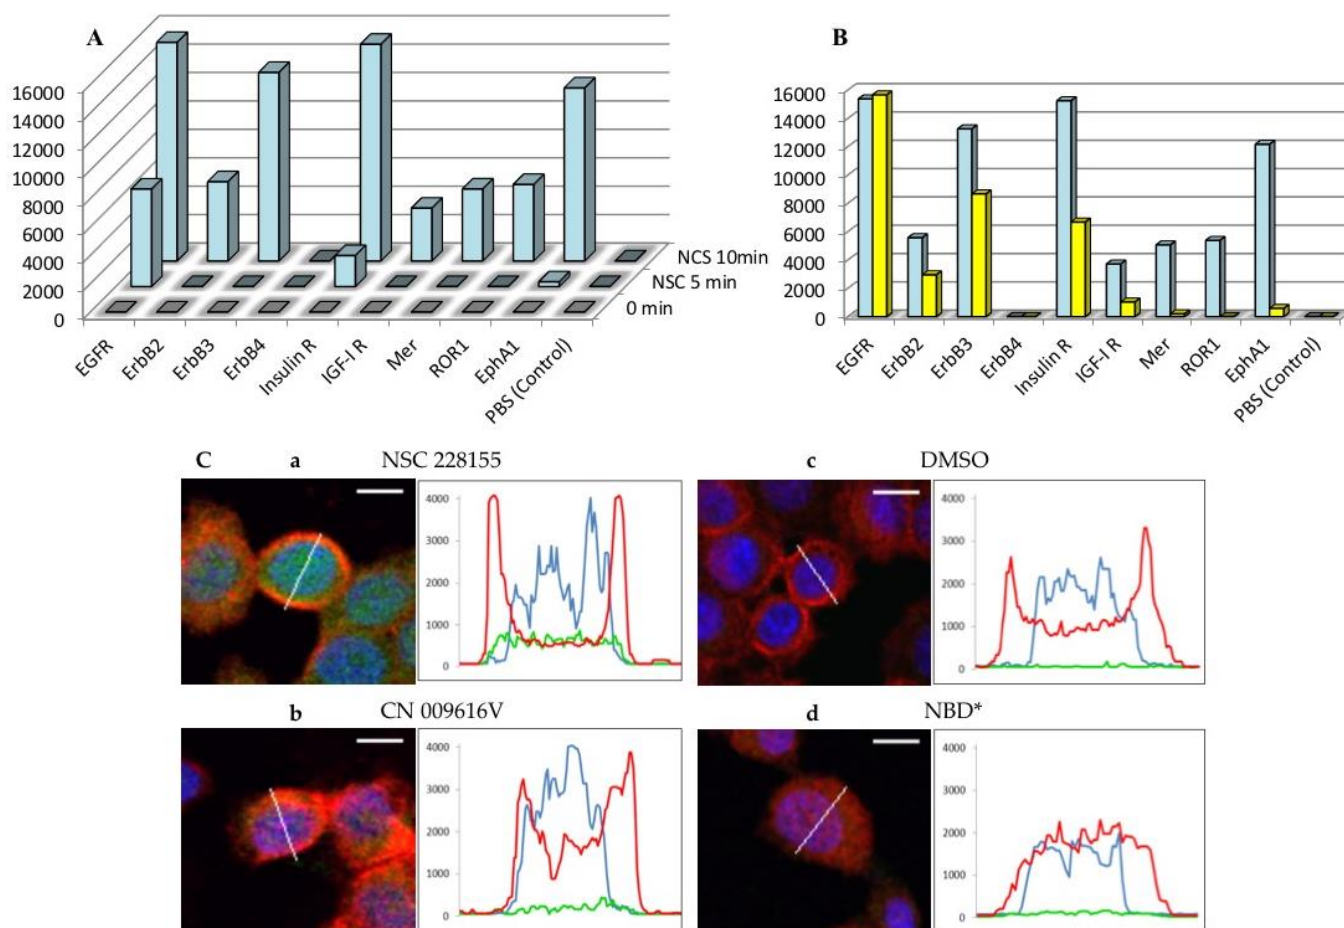 A
16000
14000
12000
10000
8000
6000
4000
2000
0
NCS 10min
NSC 5 min
0 min
EGFR
ErbB2
ErbB3
ErbB4
Insulin R
IGF-I R
Mer
ROR1
EphA1
PBS (Control)
B
16000
14000
12000
10000
8000
6000
4000
2000
0
EGFR
ErbB2
ErbB3
ErbB4
Insulin R
IGF-I R
Mer
ROR1
EphA1
PBS (Control)
C a NSC 228155
4000
3000
2000
1000
0
c DMSO
4000
3000
2000
1000
0
b CN 009616V
4000
3000
2000
1000
0
d NBD*
4000
3000
2000
1000
0